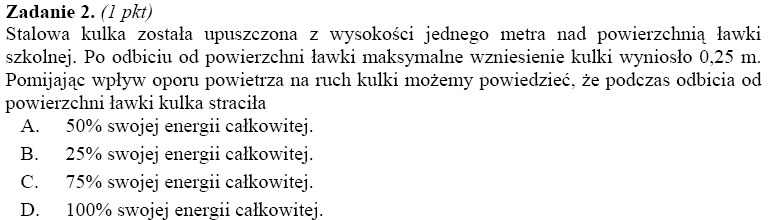 Zadanie 2. (1 pkt)
Stalowa kulka została upuszczona z wysokości jednego metra nad powierzchnią ławki
szkolnej. Po odbiciu od powierzchni ławki maksymalne wzniesienie kulki wyniosło 0,25 m.
Pomijając wpływ oporu powietrza na ruch kulki możemy powiedzieć, że podczas odbicia od
powierzchni ławki kulka straciła
A. 50% swojej energii całkowitej.
B. 25% swojej energii całkowitej.
C. 75% swojej energii całkowitej.
D. 100% swojej energii całkowitej.